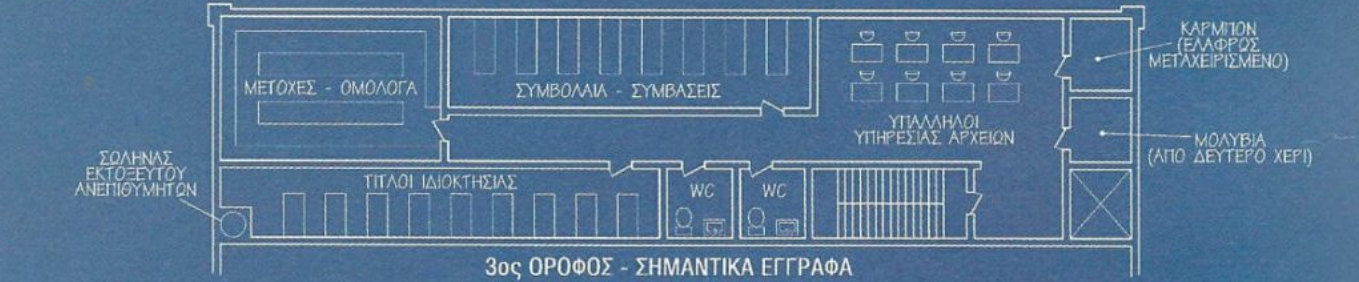 ΚΑΡΜΠΟΝ
(ΕΛΑΦΡΩΣ
ΜΕΤΑΧΕΙΡΙΣΜΕΝΟ)
ΜΕΤΟΧΕΣ - ΟΜΟΛΟΓΑ
ΣΥΜΒΟΛΑΙΑ - ΣΥΜΒΑΣΕΙΣ
ΥΠΑΛΛΗΛΟΙ
ΥΠΗΡΕΣΙΑΣ ΑΡΧΕΙΩΝ
ΜΟΛΥΒΙΑ
(ΑΠΟ ΔΕΥΤΕΡΟ ΧΕΡΙ)
ΣΩΛΗΝΑΣ
ΕΚΤΟΞΕΥΤΟΥ
ΑΝΕΠΙΘΥΜΗΤΩΝ
ΤΙΤΛΟΙ ΙΔΙΟΚΤΗΣΙΑΣ
WC
WC
3ος ΟΡΟΦΟΣ - ΣΗΜΑΝΤΙΚΑ ΕΓΓΡΑΦΑ